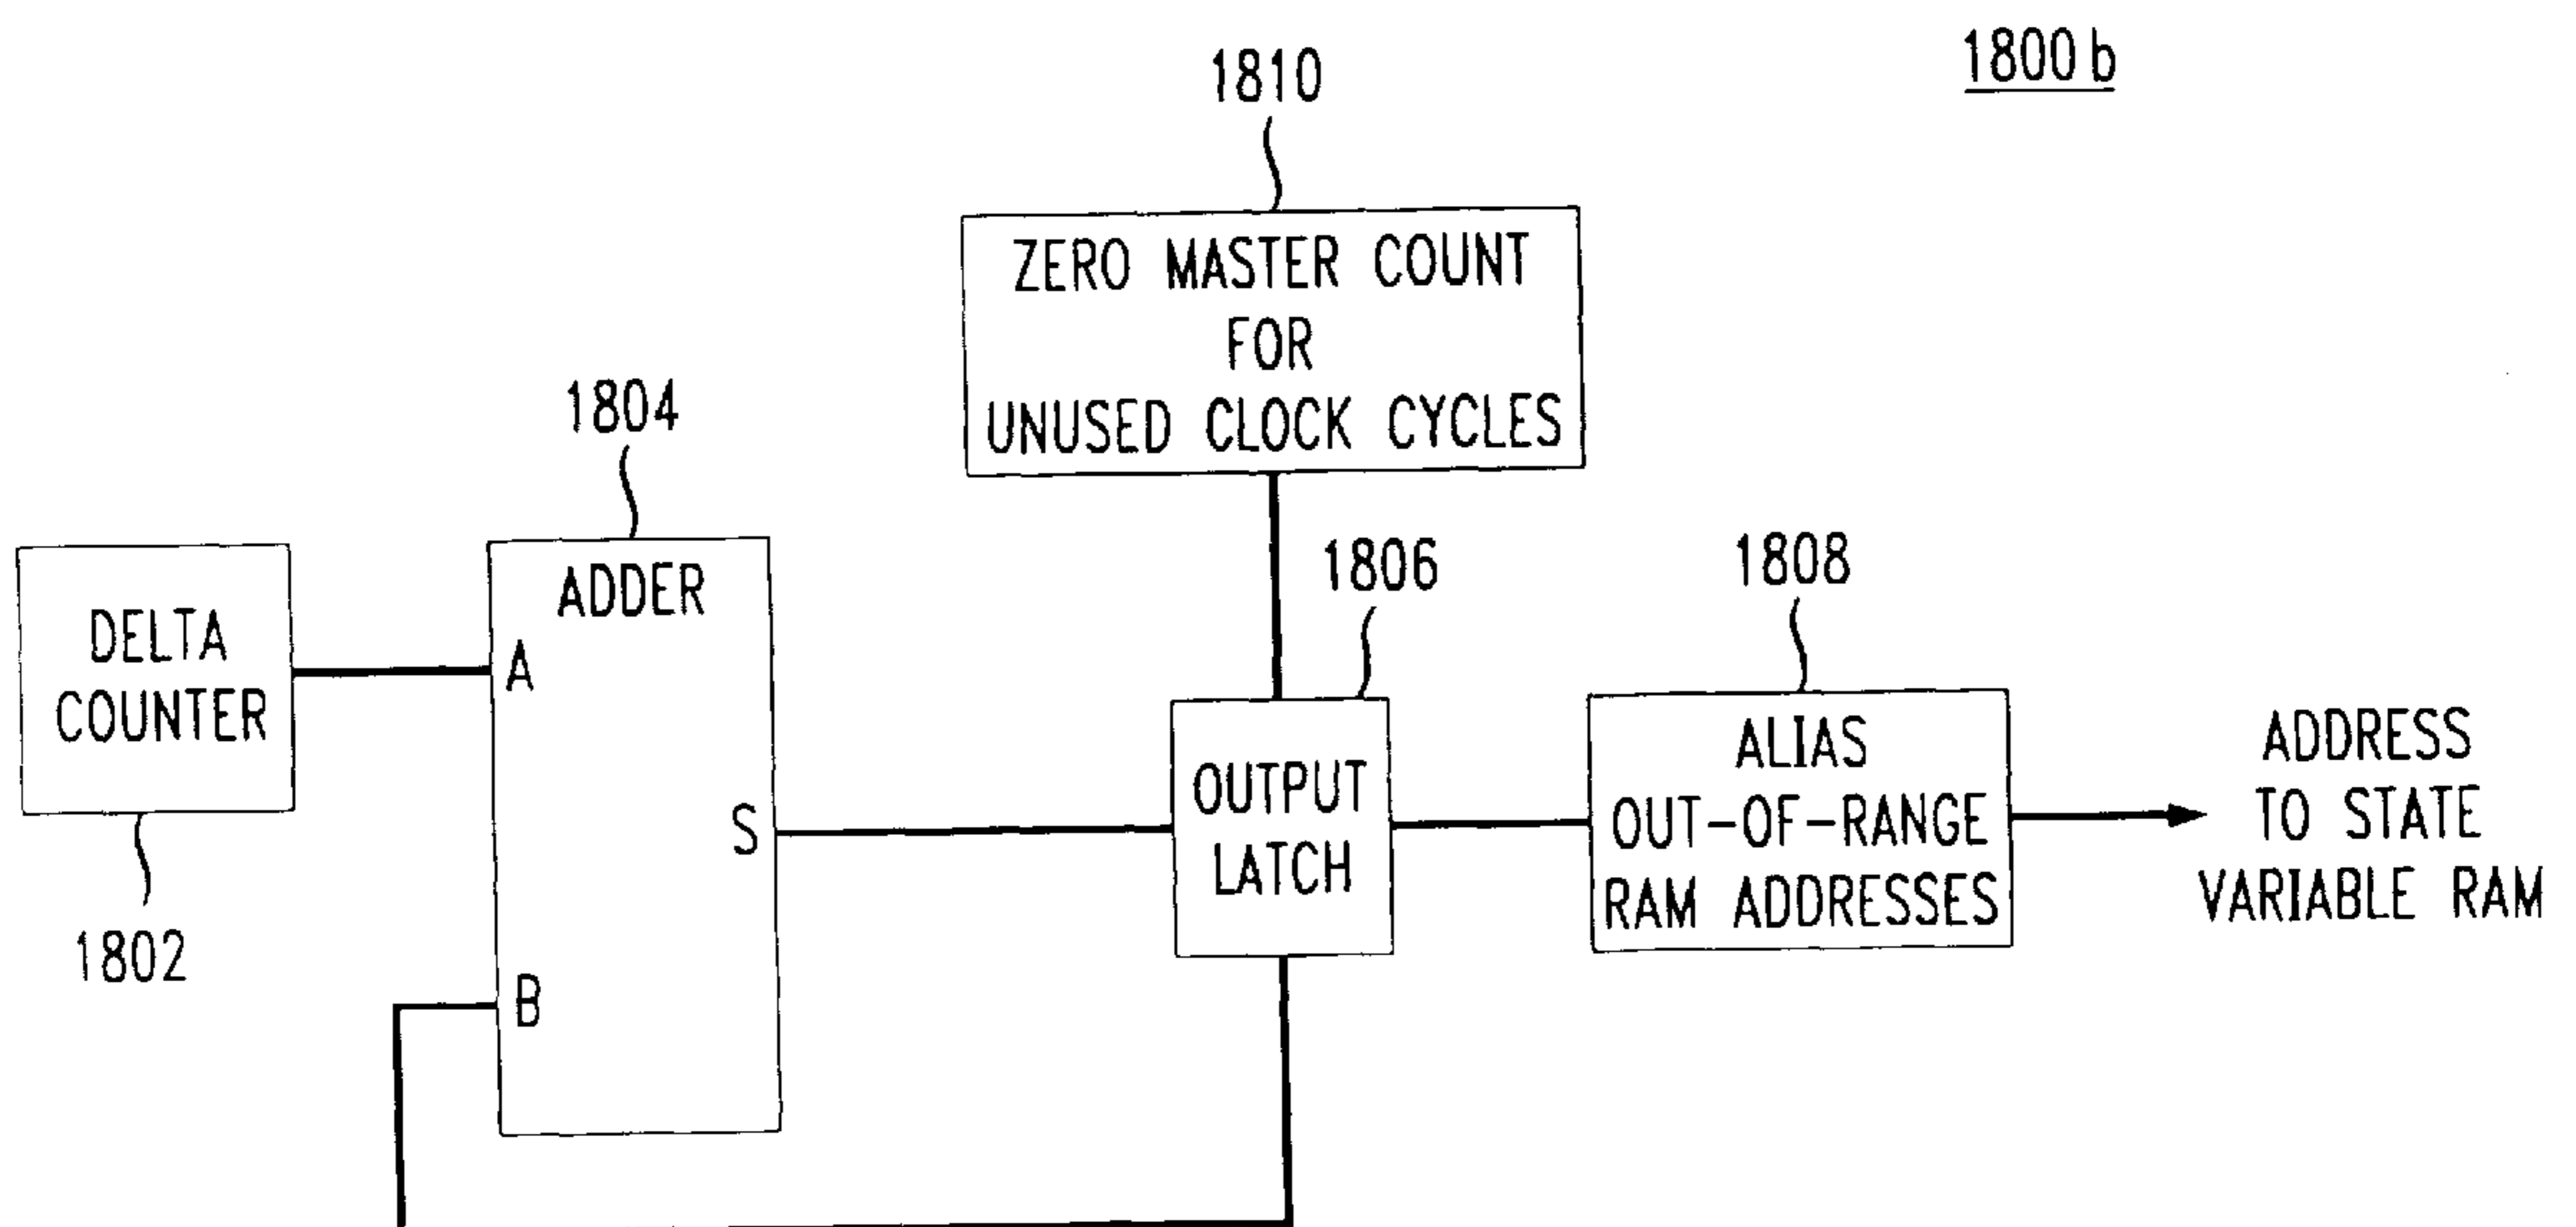 1800b
1810
ZERO MASTER COUNT
FOR
UNUSED CLOCK CYCLES
1804
ADDER
A
S
B
DELTA
COUNTER
1802
1806
OUTPUT
LATCH
1808
ALIAS
OUT-OF-RANGE
RAM ADDRESSES
ADDRESS
TO STATE
VARIABLE RAM